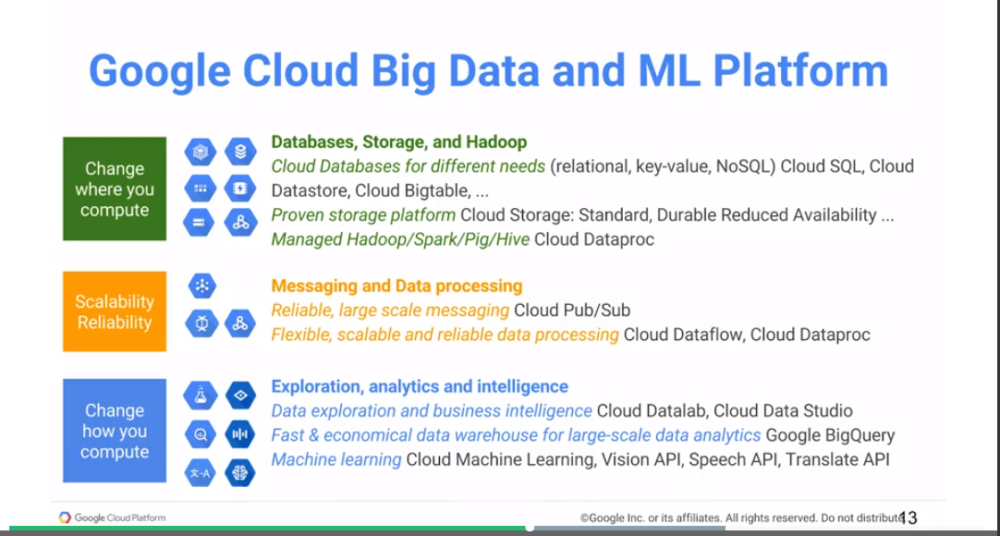 Google Cloud Big Data and ML Platform
Change
where you
compute
Databases, Storage, and Hadoop
Cloud Databases for different needs (relational, key-value, NoSQL) Cloud SQL, Cloud
Datastore, Cloud Bigtable, ...
Proven storage platform Cloud Storage: Standard, Durable Reduced Availability ...
Managed Hadoop/Spark/Pig/Hive Cloud Dataproc
Scalability
Reliability
Messaging and Data processing
Reliable, large scale messaging Cloud Pub/Sub
Flexible, scalable and reliable data processing Cloud Dataflow, Cloud Dataproc
Change
how you
compute
文-A
Exploration, analytics and intelligence
Data exploration and business intelligence Cloud Datalab, Cloud Data Studio
Fast & economical data warehouse for large-scale data analytics Google BigQuery
Machine learning Cloud Machine Learning, Vision API, Speech API, Translate API
Google Cloud Platform
©Google Inc. or its affiliates. All rights reserved. Do not distribute
13